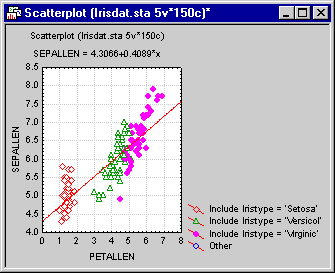 Scatterplot (Irisdat.sta 5v*150c)*
Scatterplot (Irisdat.sta 5v*150c)
SEPALLEN = 4.3066+0.4089*x
8.5
8.0
7.5
7.0
6.5
6.0
5.5
5.0
4.5
4.0
SEPALLEN
0 1 2 3 4 5 6 7 8
PETALLEN
Include Iristype = 'Setosa'
Include Iristype = 'Versicol'
Include Iristype = 'Virginic'
Other